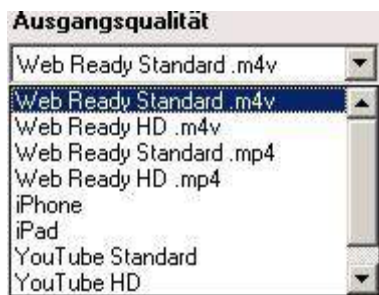 Ausgangsqualität
Web Ready Standard .m4v
Web Ready Standard .m4v
Web Ready HD .m4v
Web Ready Standard .mp4
Web Ready HD .mp4
iPhone
iPad
YouTube Standard
YouTube HD